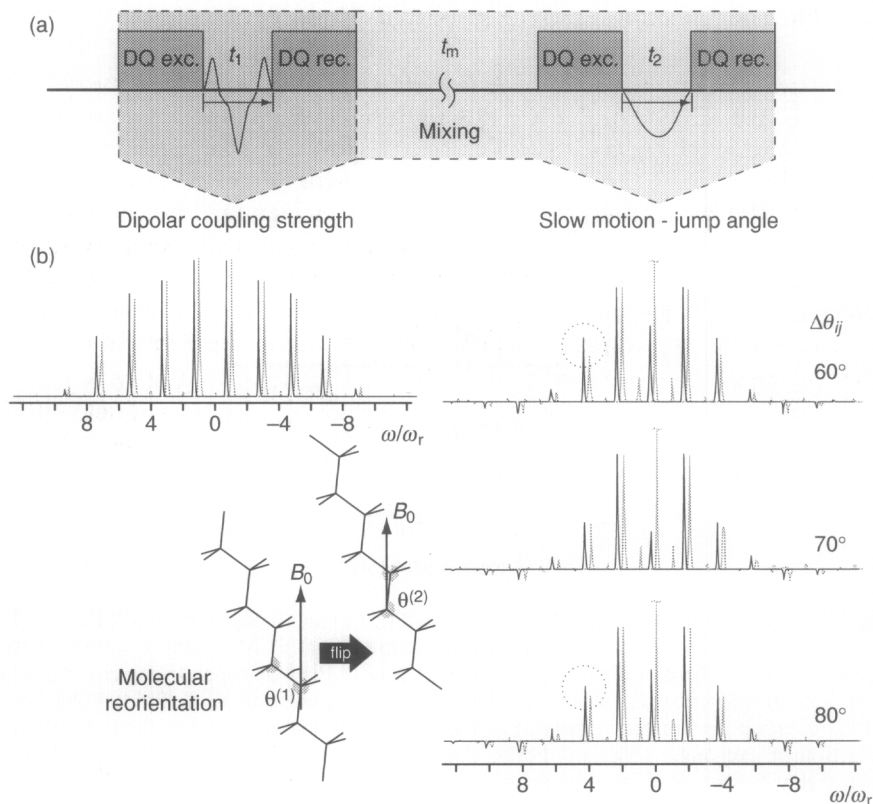 (a)
DQ exc. t1 DQ rec. tm DQ exc. t2 DQ rec.
Mixing
Dipolar coupling strength
Slow motion - jump angle
(b)
8 4 0 −4 −8
ω/ωr
Δθij
60°
70°
80°
8 4 0 −4 −8
ω/ωr
B0
B0
θ(2)
flip
θ(1)
Molecular
reorientation